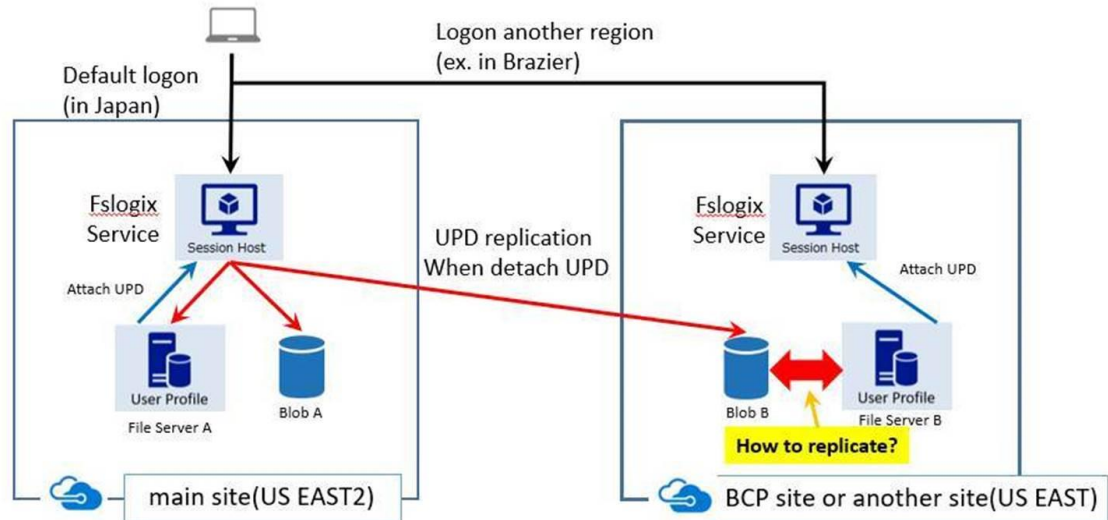 Logon another region
(ex. in Brazier)
Default logon
(in Japan)
Fslogix
Service
Session Host
Attach UPD
User Profile
File Server A
Blob A
main site(US EAST2)
UPD replication
When detach UPD
Fslogix
Service
Session Host
Attach UPD
Blob B
User Profile
File Server B
How to replicate?
BCP site or another site(US EAST)